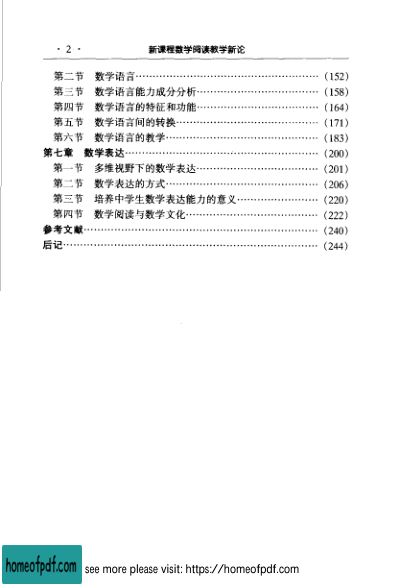 · 2 · 新课程数学阅读教学新论
第二节 数学语言……………………………………………（152）
第三节 数学语言能力成分分析……………………………（158）
第四节 数学语言的特征和功能……………………………（164）
第五节 数学语言间的转换…………………………………（171）
第六节 数学语言的教学……………………………………（183）
第七章 数学表达………………………………………………（200）
第一节 多维视野下的数学表达……………………………（201）
第二节 数学表达的方式……………………………………（206）
第三节 培养中学生数学表达能力的意义…………………（220）
第四节 数学阅读与数学文化………………………………（222）
参考文献…………………………………………………………（240）
后记………………………………………………………………（244）
homeofpdf.com see more please visit: https://homeofpdf.com